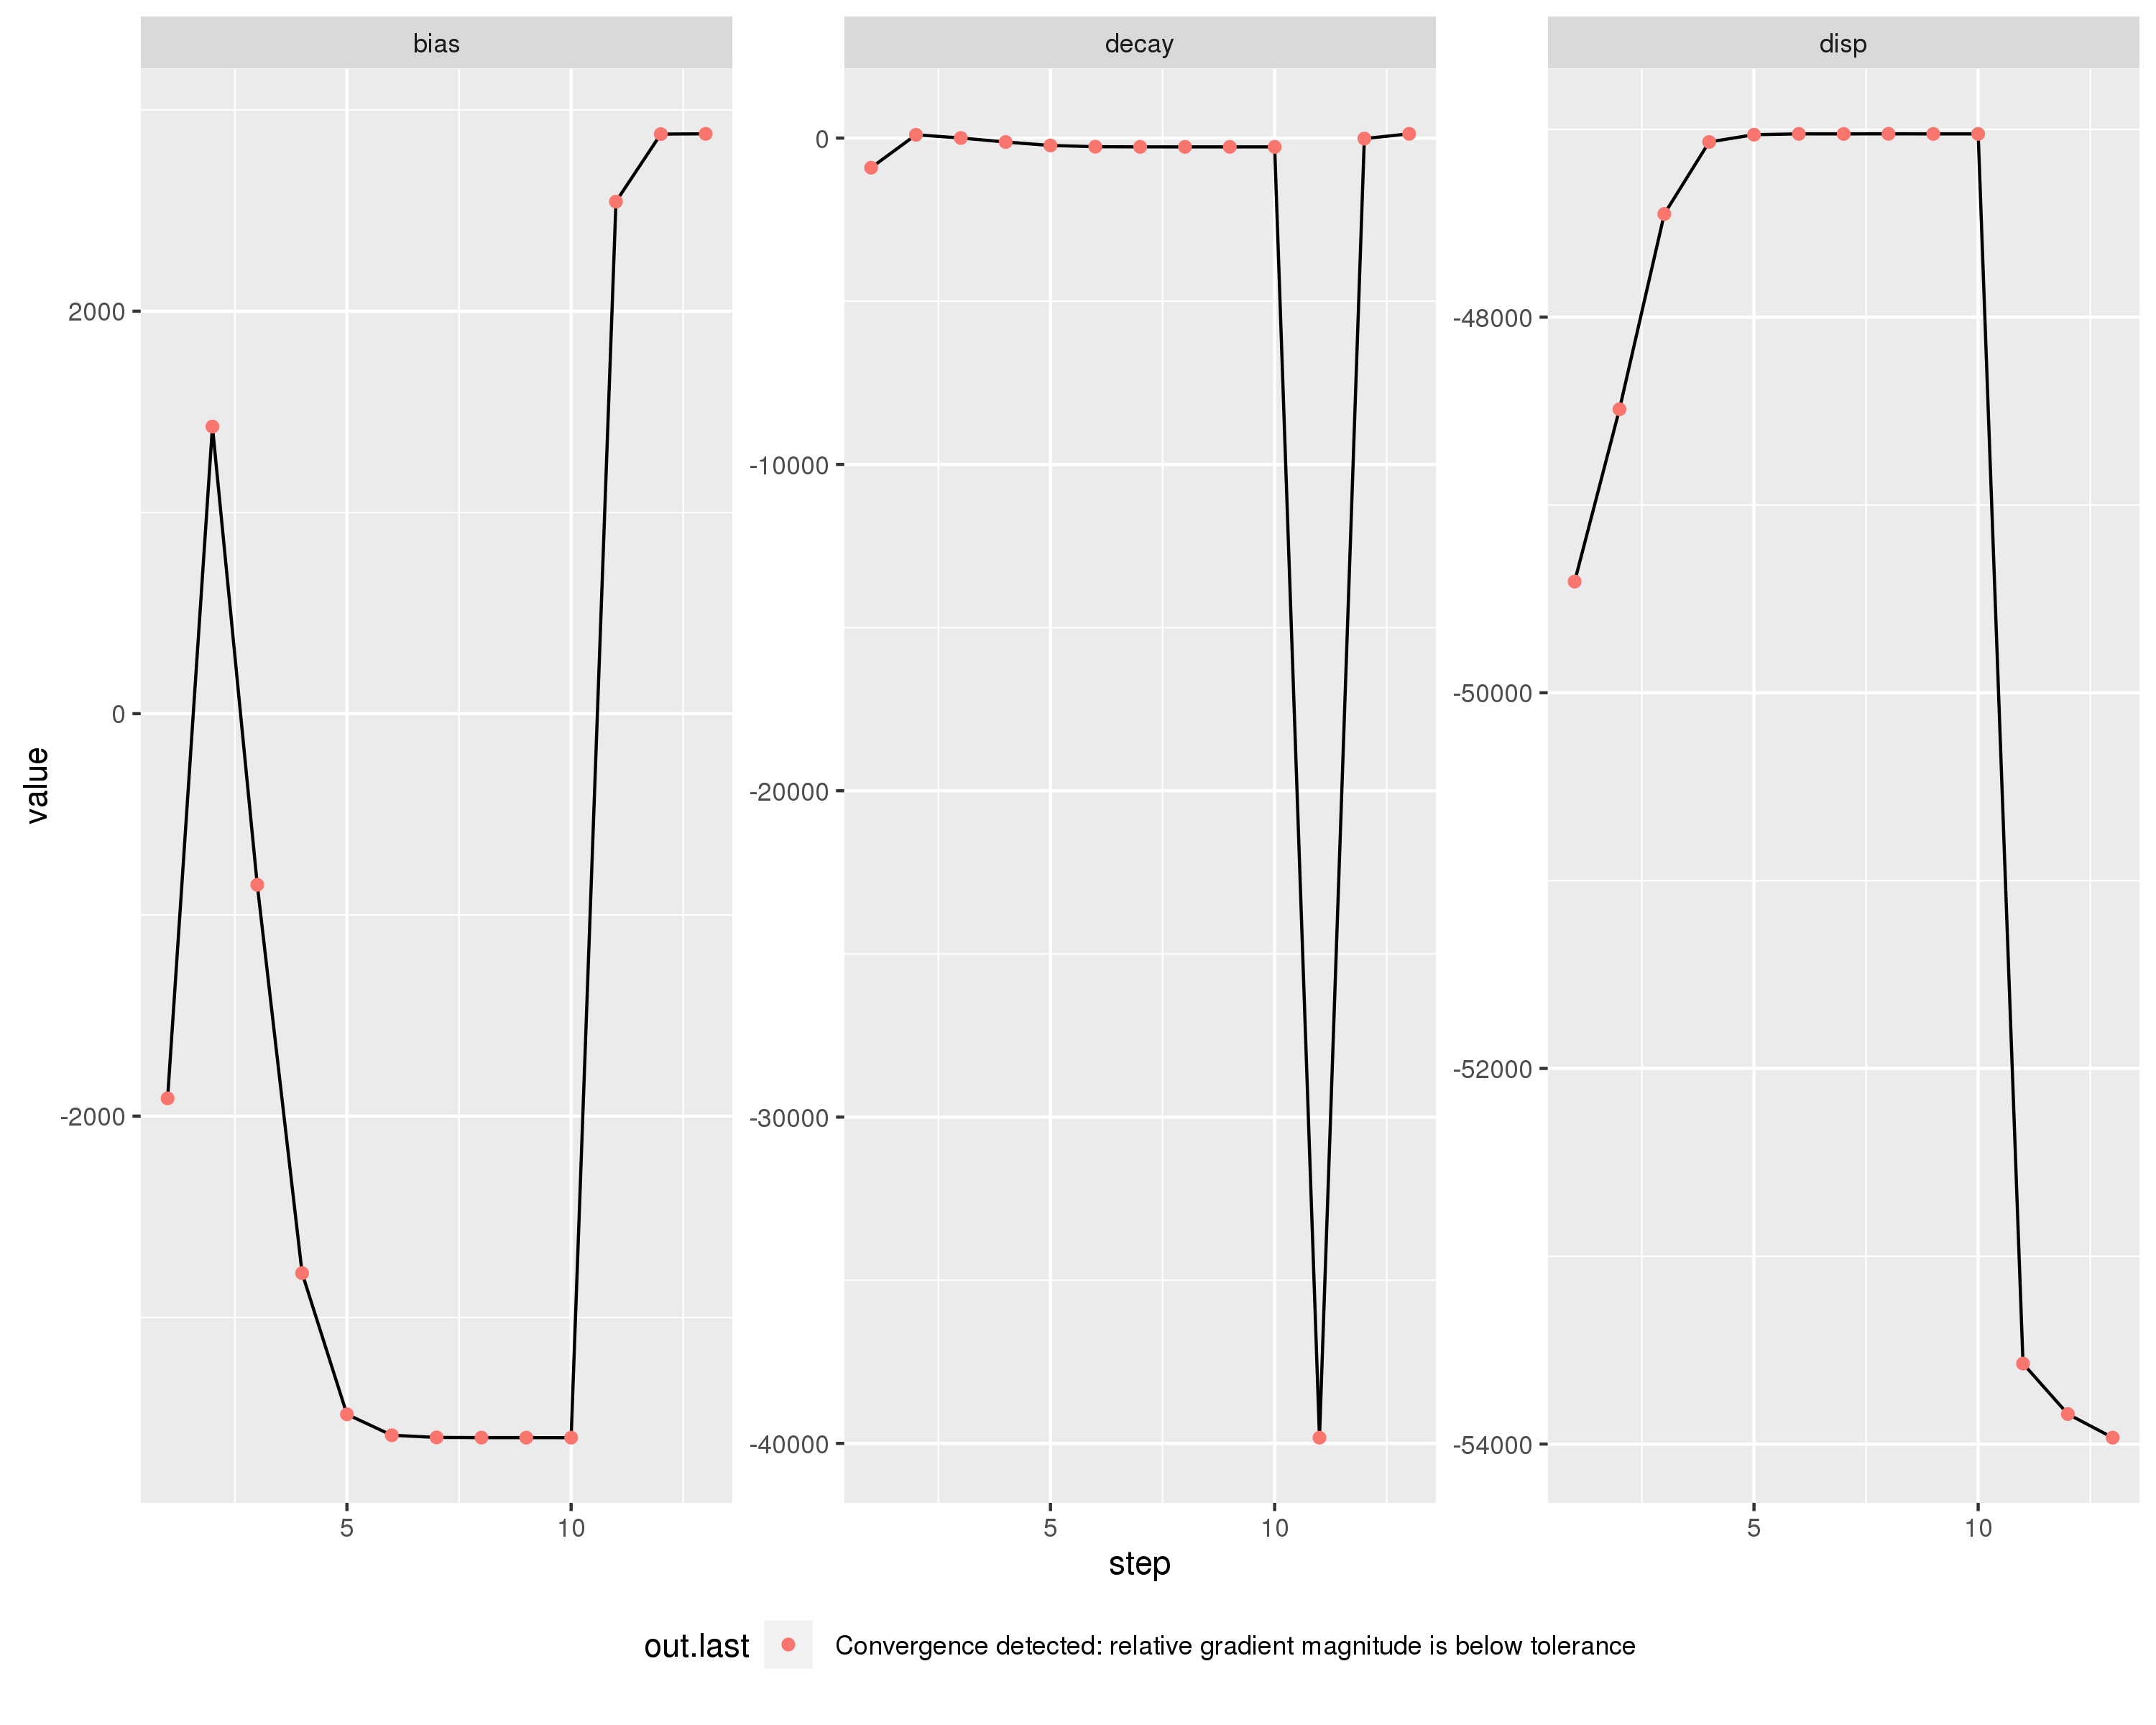 bias
decay
disp
value
2000
0
-2000
0
-10000
-20000
-30000
-40000
-48000
-50000
-52000
-54000
5
10
5
10
5
10
step
out.last
Convergence detected: relative gradient magnitude is below tolerance